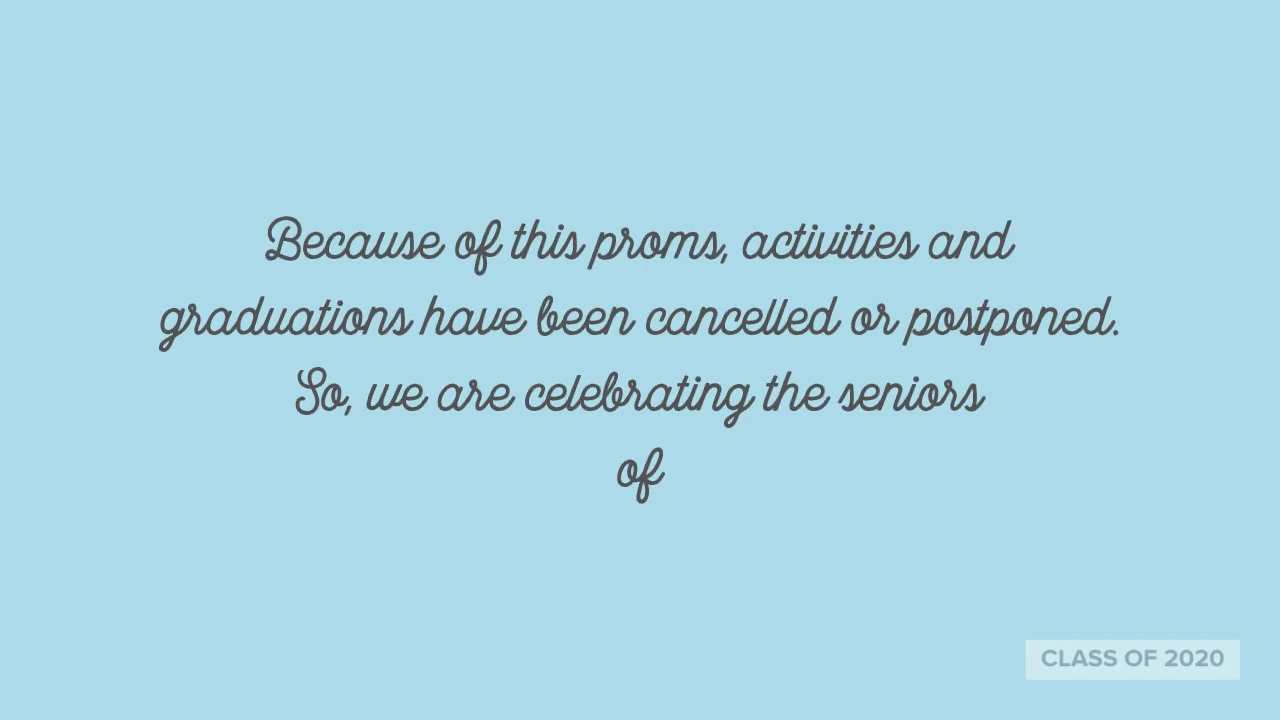 Because of this proms, activities and
graduations have been cancelled or postponed.
So, we are celebrating the seniors
of
CLASS OF 2020